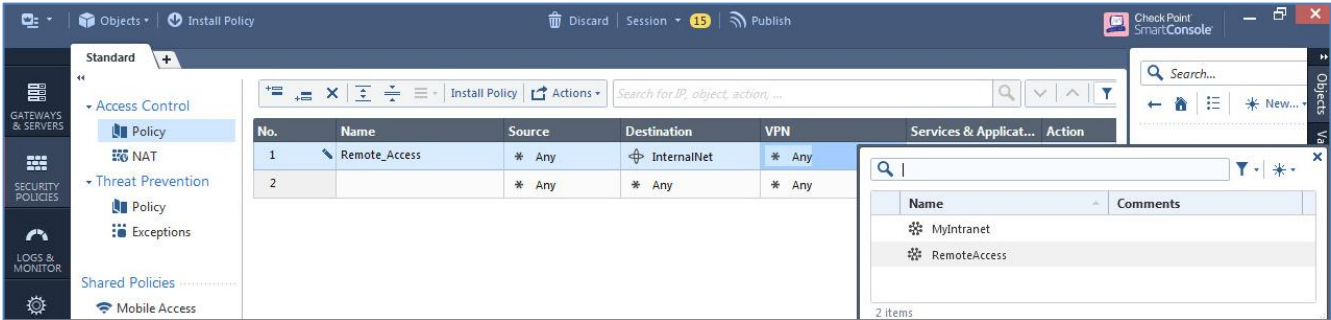 Objects
Install Policy
Discard
Session
15
Publish
Check Point
SmartConsole
Standard
+
GATEWAYS
& SERVERS
SECURITY
POLICIES
LOGS &
MONITOR
Access Control
Policy
NAT
Threat Prevention
Policy
Exceptions
Shared Policies
Mobile Access
Install Policy
Actions
Search for IP, object, action, ...
No. Name Source Destination VPN Services & Applicat... Action
1 Remote_Access Any InternalNet Any
2 Any Any Any
Search...
New...
Objects
Va
Name Comments
MyIntranet
RemoteAccess
2 items